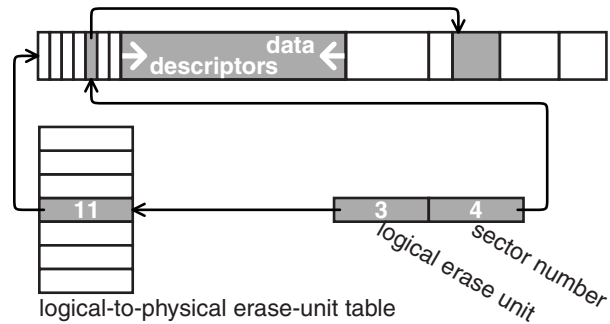 data
descriptors
11
3 4
logical erase unit
sector number
logical-to-physical erase-unit table